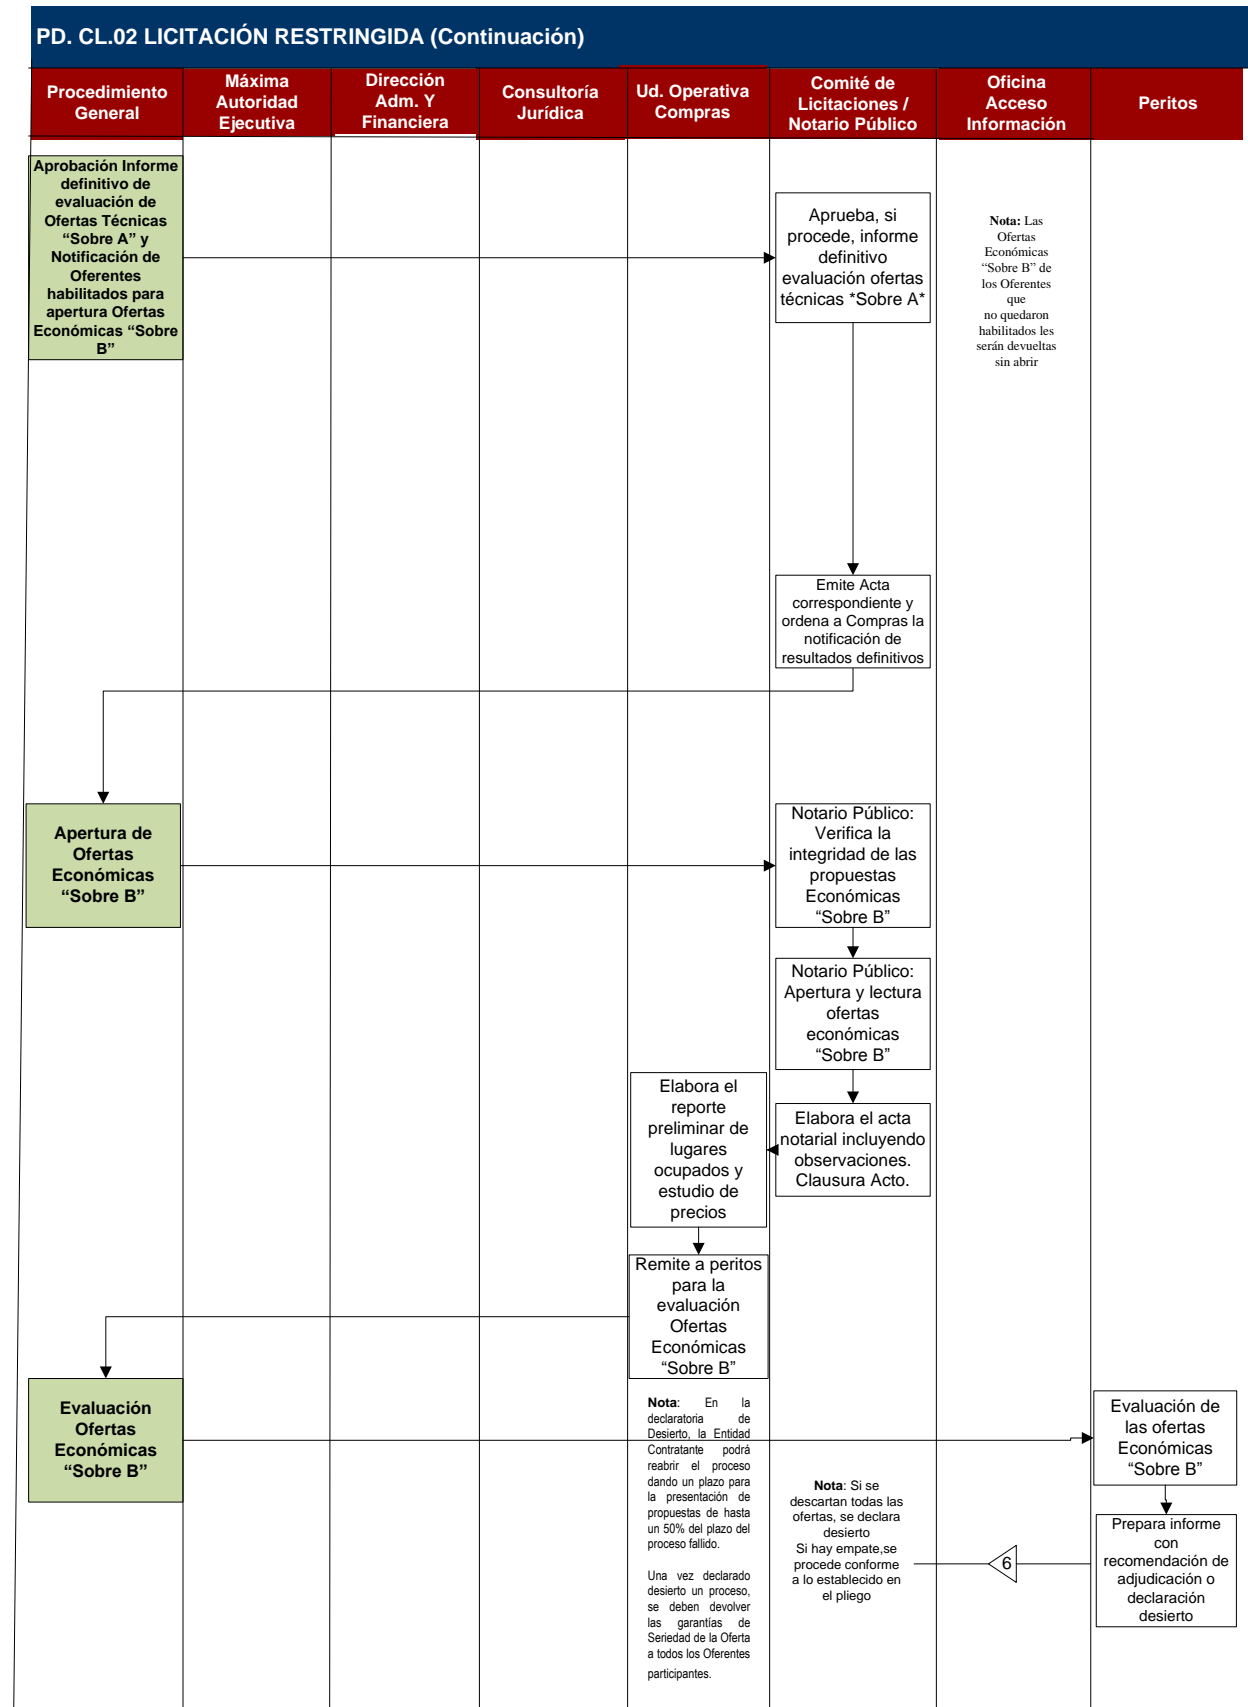 PD. CL.02 LICITACIÓN RESTRINGIDA (Continuación)
Procedimiento
General
Máxima
Autoridad
Ejecutiva
Dirección
Adm. Y
Financiera
Consultoría
Jurídica
Ud. Operativa
Compras
Comité de
Licitaciones /
Notario Público
Oficina
Acceso
Información
Peritos
Aprobación Informe
definitivo de
evaluación de
Ofertas Técnicas
“Sobre A” y
Notificación de
Oferentes
habilitados para
apertura Ofertas
Económicas “Sobre
B”
Aprueba, si
procede, informe
definitivo
evaluación ofertas
técnicas *Sobre A*
Nota: Las
Ofertas
Económicas
“Sobre B” de
los Oferentes
que
no quedaron
habilitados les
serán devueltas
sin abrir
Emite Acta
correspondiente y
ordena a Compras la
notificación de
resultados definitivos
Apertura de
Ofertas
Económicas
“Sobre B”
Notario Público:
Verifica la
integridad de las
propuestas
Económicas
“Sobre B”
Notario Público:
Apertura y lectura
ofertas
económicas
“Sobre B”
Elabora el acta
notarial incluyendo
observaciones.
Clausura Acto.
Elabora el
reporte
preliminar de
lugares
ocupados y
estudio de
precios
Remite a peritos
para la
evaluación
Ofertas
Económicas
“Sobre B”
Evaluación
Ofertas
Económicas
“Sobre B”
Nota: En la
declaratoria de
Desierto, la Entidad
Contratante podrá
reabrir el proceso
dando un plazo para
la presentación de
propuestas de hasta
un 50% del plazo del
proceso fallido.
Una vez declarado
desierto un proceso,
se deben devolver
las garantías de
Seriedad de la Oferta
a todos los Oferentes
participantes.
Evaluación de
las ofertas
Económicas
“Sobre B”
Prepara informe
con
recomendación de
adjudicación o
declaración
desierto
6
Nota: Si se
descartan todas las
ofertas, se declara
desierto
Si hay empate,se
procede conforme
a lo establecido en
el pliego